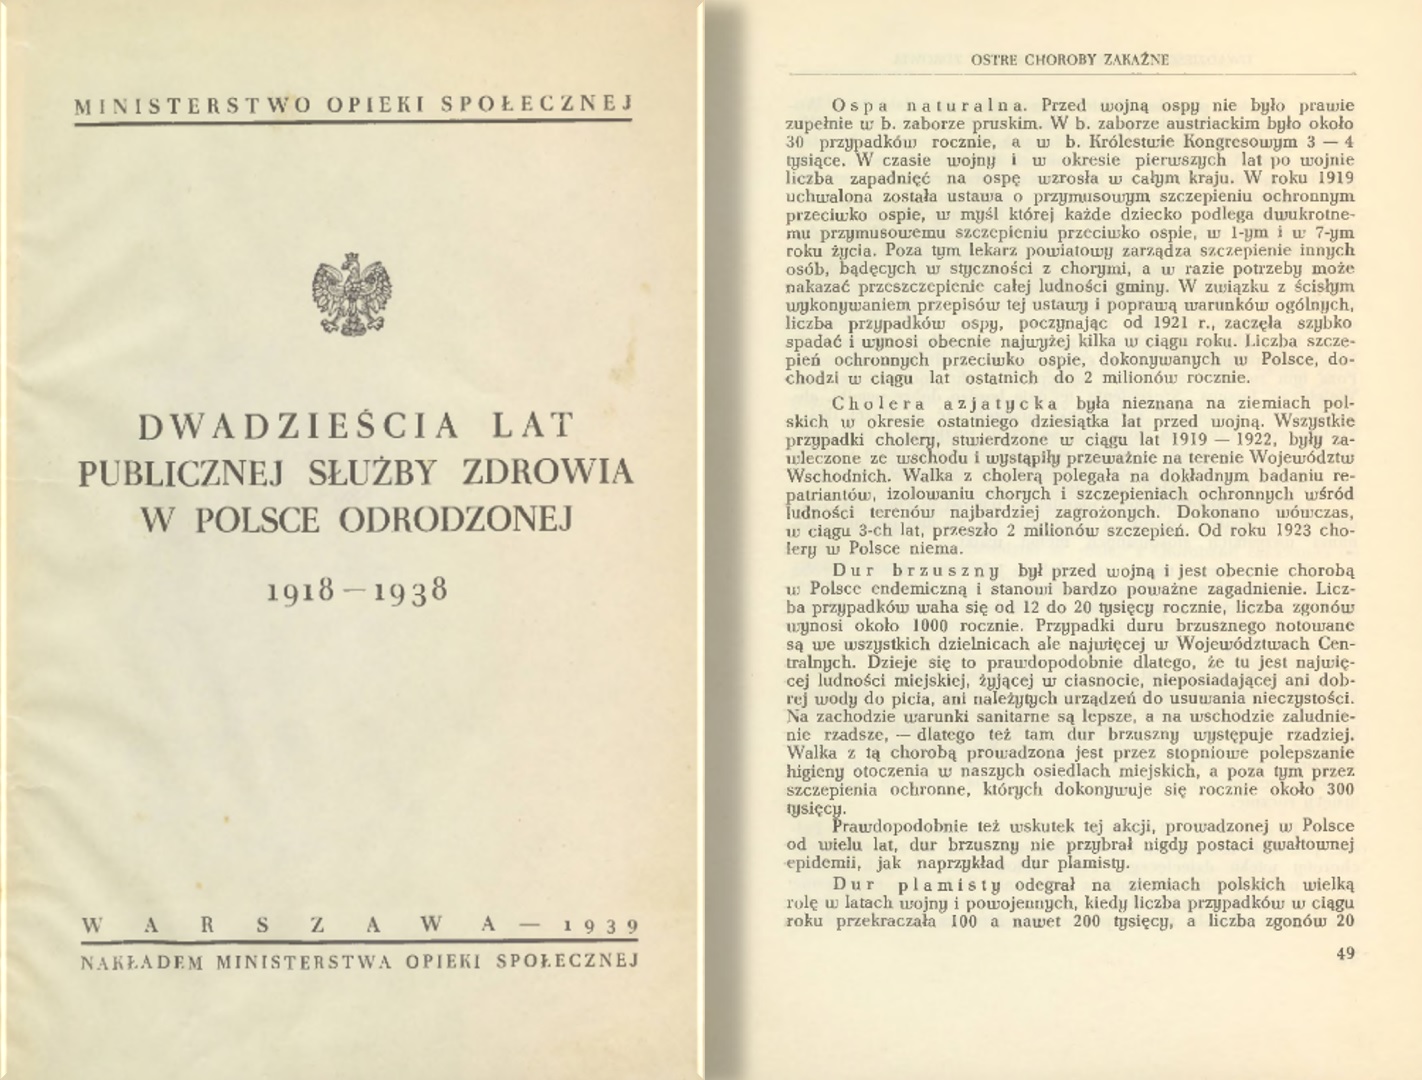 MINISTERSTWO OPIEKI SPOŁECZNEJ
DWADZIEŚCIA LAT
PUBLICZNEJ SŁUŻBY ZDROWIA
W POLSCE ODRODZONEJ
1918 — 1938
WARSZAWA — 1939
NAKŁADEM MINISTERSTWA OPIEKI SPOŁECZNEJ
OSTRE CHOROBY ZAKAŹNE
Ospa naturalna. Przed wojną ospy nie było prawie
zupełnie w b. zaborze pruskim. W b. zaborze austriackim było około
30 przypadków rocznie, a w b. Królestwie Kongresowym 3 — 4
tysiące. W czasie wojny i w okresie pierwszych lat po wojnie
liczba zapadnięć na ospę wzrosła w całym kraju. W roku 1919
uchwalona została ustawa o przymusowym szczepieniu ochronnym
przeciwko ospie, w myśl której każde dziecko podlega dwukrotne-
mu przymusowemu szczepieniu przeciwko ospie, w 1-ym i w 7-ym
roku życia. Poza tym lekarz powiatowy zarządza szczepienie innych
osób, bądęcych w styczności z chorymi, a w razie potrzeby może
nakazać przeszczepienie całej ludności gminy. W związku z ścisłym
wykonywaniem przepisów tej ustawy i poprawą warunków ogólnych,
liczba przypadków ospy, poczynając od 1921 r., zaczęła szybko
spadać i wynosi obecnie najwyżej kilka w ciągu roku. Liczba szcze-
pień ochronnych przeciwko ospie, dokonywanych w Polsce, do-
chodzi w ciągu lat ostatnich do 2 milionów rocznie.
Cholera azjatycka była nieznana na ziemiach pol-
skich w okresie ostatniego dziesiątka lat przed wojną. Wszystkie
przypadki cholery, stwierdzone w ciągu lat 1919 — 1922, były za-
wleczone ze wschodu i wystąpiły przeważnie na terenie Województw
Wschodnich. Walka z cholerą polegała na dokładnym badaniu re-
patriantów, izolowaniu chorych i szczepieniach ochronnych wśród
ludności terenów najbardziej zagrożonych. Dokonano wówczas,
w ciągu 3-ch lat, przeszło 2 milionów szczepień. Od roku 1923 cho-
lery w Polsce niema.
Dur brzuszny był przed wojną i jest obecnie chorobą
w Polsce endemiczną i stanowi bardzo poważne zagadnienie. Licz-
ba przypadków waha się od 12 do 20 tysięcy rocznie, liczba zgonów
wynosi około 1000 rocznie. Przypadki duru brzusznego notowane
są we wszystkich dzielnicach ale najwięcej w Województwach Cen-
tralnych. Dzieje się to prawdopodobnie dlatego, że tu jest najwię-
cej ludności miejskiej, żyjącej w ciasnocie, nieposiadającej ani dob-
rej wody do picia, ani należytych urządzeń do usuwania nieczystości.
Na zachodzie warunki sanitarne są lepsze, a na wschodzie zaludnie-
nie rzadsze, — dlatego też tam dur brzuszny występuje rzadziej.
Walka z tą chorobą prowadzona jest przez stopniowe polepszanie
higieny otoczenia w naszych osiedlach miejskich, a poza tym przez
szczepienia ochronne, których dokonywuje się rocznie około 300
tysięcy.
Prawdopodobnie też wskutek tej akcji, prowadzonej w Polsce
od wielu lat, dur brzuszny nie przybrał nigdy postaci gwałtownej
epidemii, jak naprzykład dur plamisty.
Dur plamisty odegrał na ziemiach polskich wielką
rolę w latach wojny i powojennych, kiedy liczba przypadków w ciągu
roku przekraczała 100 a nawet 200 tysięcy, a liczba zgonów 20
49